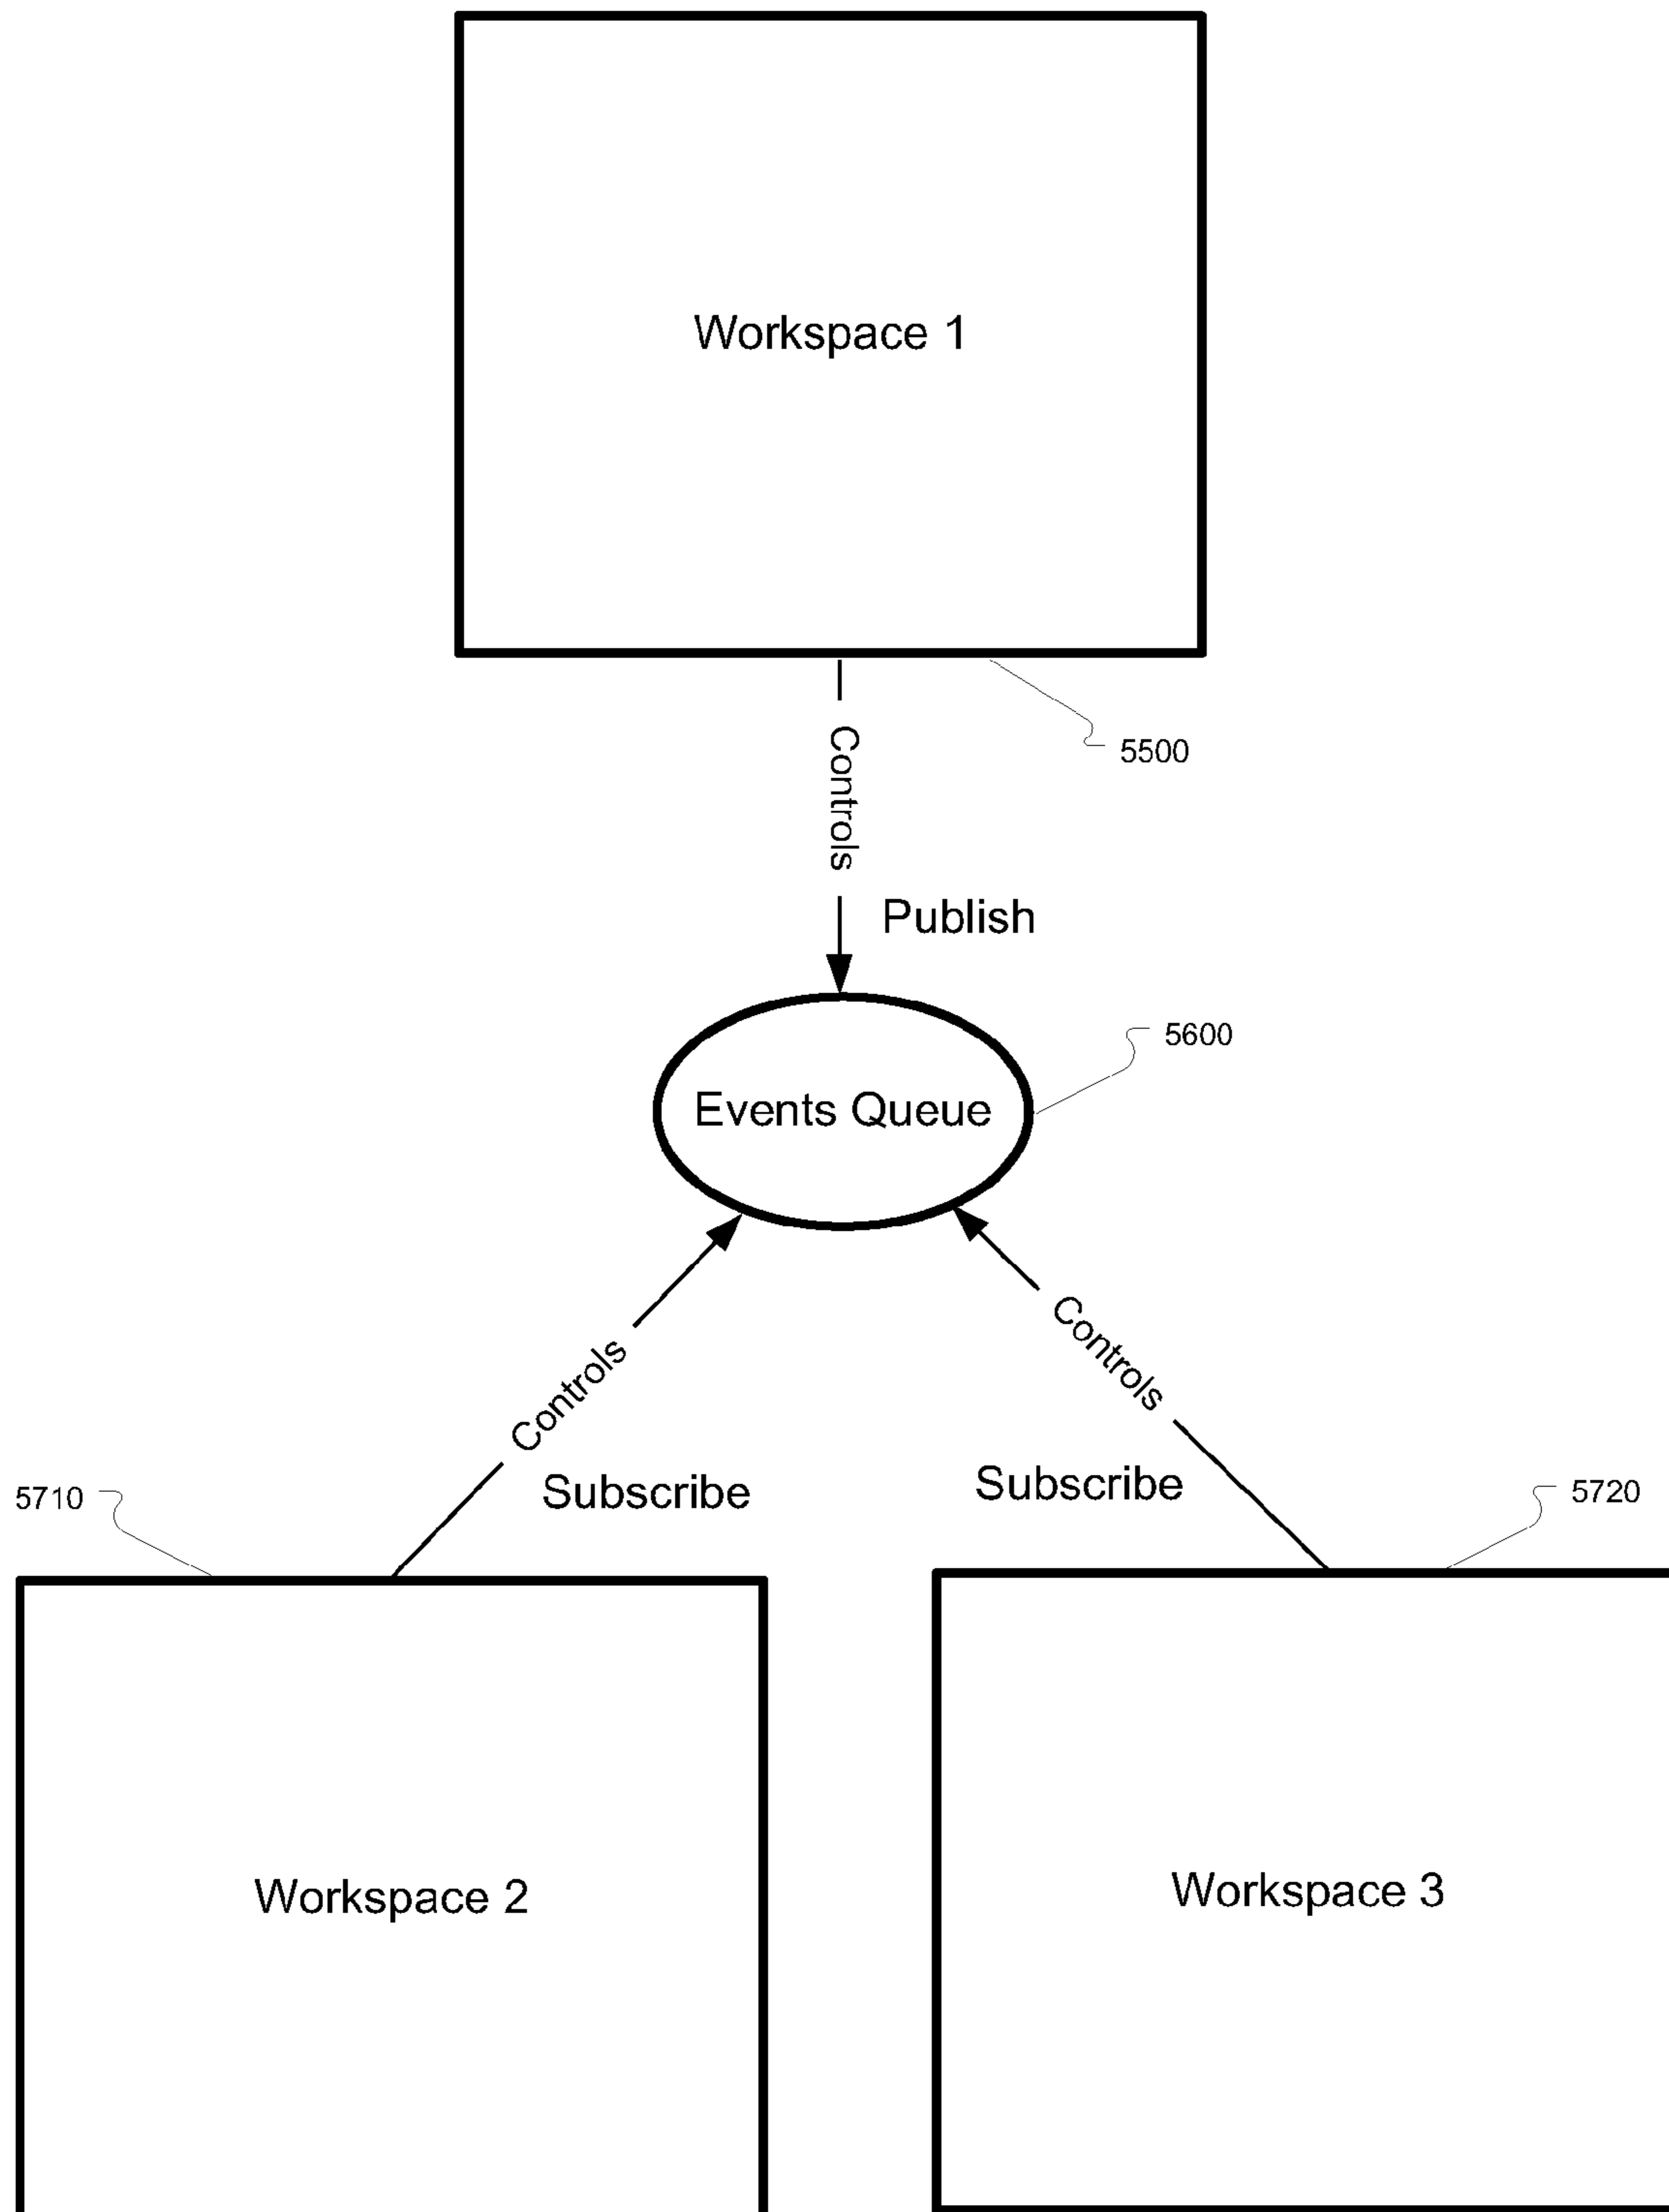 Workspace 1
5500
Controls
Publish
5600
Events Queue
Controls
Controls
Subscribe
Subscribe
5710
5720
Workspace 2
Workspace 3